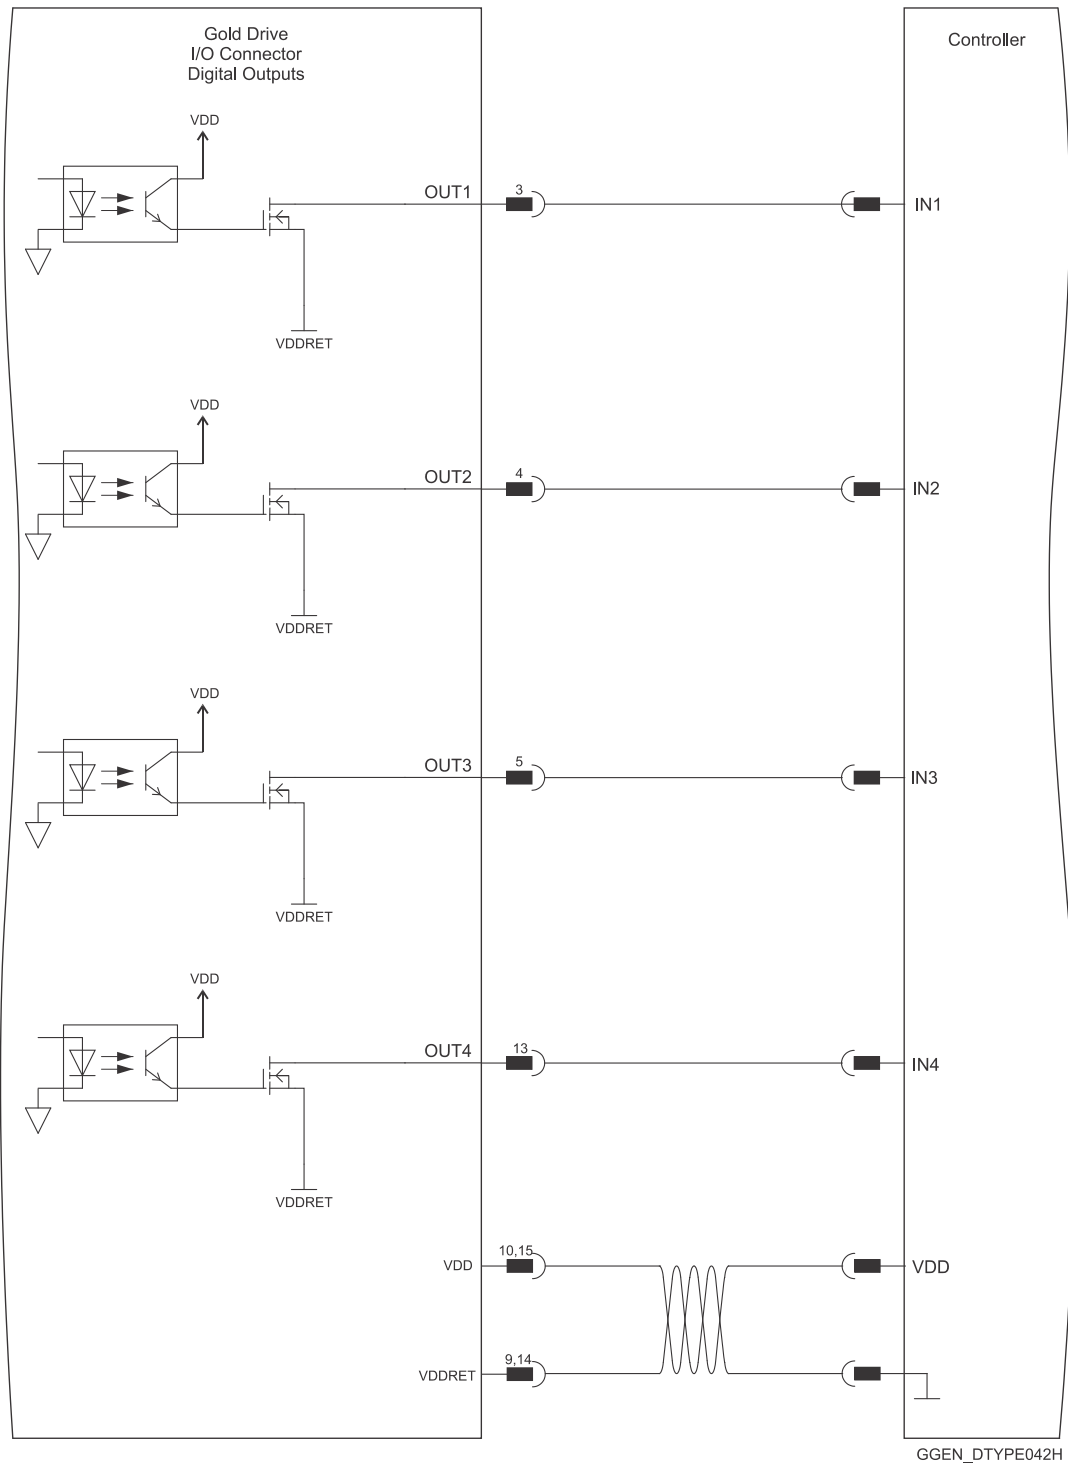 Gold Drive
I/O Connector
Digital Outputs
Controller
VDD
OUT1
3
IN1
VDDRET
VDD
OUT2
4
IN2
VDDRET
VDD
OUT3
5
IN3
VDDRET
VDD
OUT4
13
IN4
VDDRET
VDD
10,15
VDD
VDDRET
9,14
GGEN_DTYPE042H